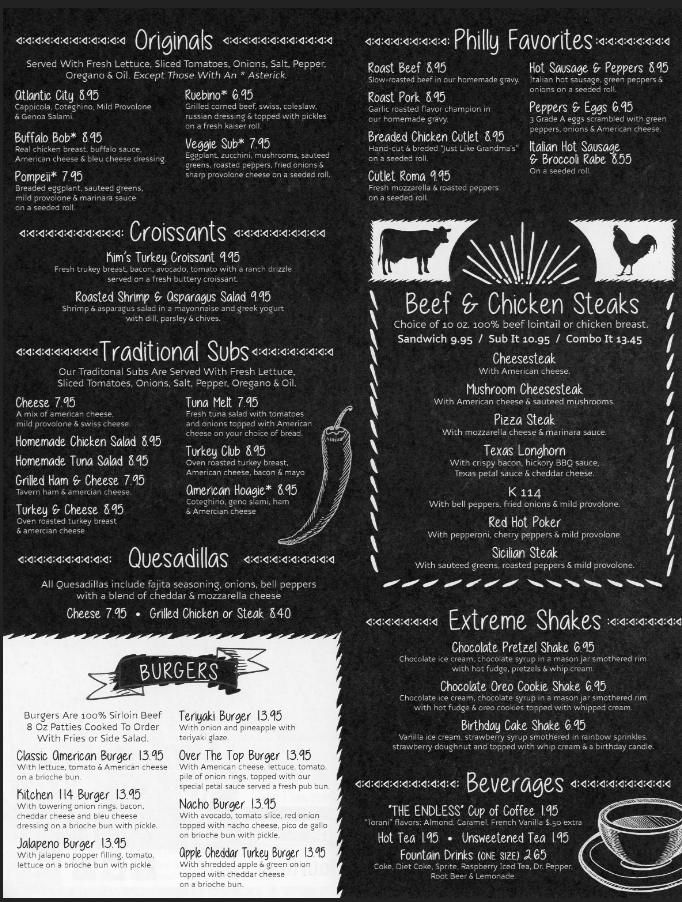 Originals
Served With Fresh Lettuce, Sliced Tomatoes, Onions, Salt, Pepper,
Oregano & Oil. Except Those With An * Asterick.
Atlantic City 8.95
Cappicola, Coteghino, Mild Provolone
& Genoa Salami.
Buffalo Bob* 8.95
Real chicken breast, buffalo sauce,
American cheese & bleu cheese dressing.
Pompeii* 7.95
Breaded eggplant, sauteed greens,
mild provolone & marinara sauce
on a seeded roll.
Ruebino* 6.95
Grilled corned beef, swiss, coleslaw,
russian dressing & topped with pickles
on a fresh kaiser roll.
Veggie Sub* 7.95
Eggplant, zucchini, mushrooms, sauteed
greens, roasted peppers, fried onions &
sharp provolone cheese on a seeded roll.
Croissants
Kim's Turkey Croissant 9.95
Fresh trukey breast, bacon, avocado, tomato with a ranch drizzle
served on a fresh buttery croissant.
Roasted Shrimp & Asparagus Salad 9.95
Shrimp & asparagus salad in a mayonnaise and greek yogurt
with dill, parsley & chives.
Traditional Subs
Our Traditonal Subs Are Served With Fresh Lettuce,
Sliced Tomatoes, Onions, Salt, Pepper, Oregano & Oil.
Cheese 7.95
A mix of american cheese,
mild provolone & swiss cheese.
Homemade Chicken Salad 8.95
Homemade Tuna Salad 8.95
Grilled Ham & Cheese 7.95
Tavern ham & amercian cheese.
Turkey & Cheese 8.95
Oven roasted turkey breast
& amercian cheese
Tuna Melt 7.95
Fresh tuna salad with tomatoes
and onions topped with American
cheese on your choice of bread.
Turkey Club 8.95
Oven roasted turkey breast,
American cheese, bacon & mayo
American Hoagie* 8.95
Coteghino, geno slami, ham
& Amercian cheese
Quesadillas
All Quesadillas include fajita seasoning, onions, bell peppers
with a blend of cheddar & mozzarella cheese
Cheese 7.95 • Grilled Chicken or Steak 8.40
BURGERS
Burgers Are 100% Sirloin Beef
8 Oz Patties Cooked To Order
With Fries or Side Salad.
Classic American Burger 13.95
With lettuce, tomato & American cheese
on a brioche bun.
Kitchen 114 Burger 13.95
With towering onion rings, bacon,
cheddar cheese and bleu cheese
dressing on a brioche bun with pickle.
Jalapeno Burger 13.95
With jalapeno popper filling, tomato,
lettuce on a brioche bun with pickle.
Teriyaki Burger 13.95
With onion and pineapple with
teriyaki glaze.
Over The Top Burger 13.95
With American cheese, lettuce, tomato,
pile of onion rings, topped with our
special petal sauce served a fresh pub bun.
Nacho Burger 13.95
With avocado, tomato slice, red onion
topped with nacho cheese, pico de gallo
on brioche bun with pickle.
Apple Cheddar Turkey Burger 13.95
With shredded apple & green onion
topped with cheddar cheese
on a brioche bun.
Philly Favorites
Roast Beef 8.95
Slow-roasted beef in our homemade gravy.
Roast Pork 8.95
Garlic roasted flavor champion in
our homemade gravy.
Breaded Chicken Cutlet 8.95
Hand-cut & breded "Just Like Grandma's"
on a seeded roll.
Cutlet Roma 9.95
Fresh mozzarella & roasted peppers
on a seeded roll.
Hot Sausage & Peppers 8.95
Italian hot sausage, green peppers &
onions on a seeded roll.
Peppers & Eggs 6.95
3 Grade A eggs scrambled with green
peppers, onions & American cheese.
Italian Hot Sausage
& Broccoli Rabe 8.55
On a seeded roll.
Beef & Chicken Steaks
Choice of 10 oz. 100% beef lointail or chicken breast.
Sandwich 9.95 / Sub It 10.95 / Combo It 13.45
Cheesesteak
With American cheese.
Mushroom Cheesesteak
With American cheese & sauteed mushrooms.
Pizza Steak
With mozzarella cheese & marinara sauce.
Texas Longhorn
With crispy bacon, hickory BBQ sauce,
Texas petal sauce & cheddar cheese.
K 114
With bell peppers, fried onions & mild provolone.
Red Hot Poker
With pepperoni, cherry peppers & mild provolone.
Sicilian Steak
With sauteed greens, roasted peppers & mild provolone.
Extreme Shakes
Chocolate Pretzel Shake 6.95
Chocolate ice cream, chocolate syrup in a mason jar smothered rim
with hot fudge, pretzels & whip cream.
Chocolate Oreo Cookie Shake 6.95
Chocolate ice cream, chocolate syrup in a mason jar smothered rim
with hot fudge & oreo cookies topped with whipped cream.
Birthday Cake Shake 6.95
Vanilla ice cream, strawberry syrup smothered in rainbow sprinkles,
strawberry doughnut and topped with whip cream & a birthday candle.
Beverages
"THE ENDLESS" Cup of Coffee 1.95
"Torani" flavors: Almond, Caramel, French Vanilla $.50 extra
Hot Tea 1.95 • Unsweetened Tea 1.95
Fountain Drinks (ONE SIZE) 2.65
Coke, Diet Coke, Sprite, Raspberry Iced Tea, Dr. Pepper,
Root Beer & Lemonade.